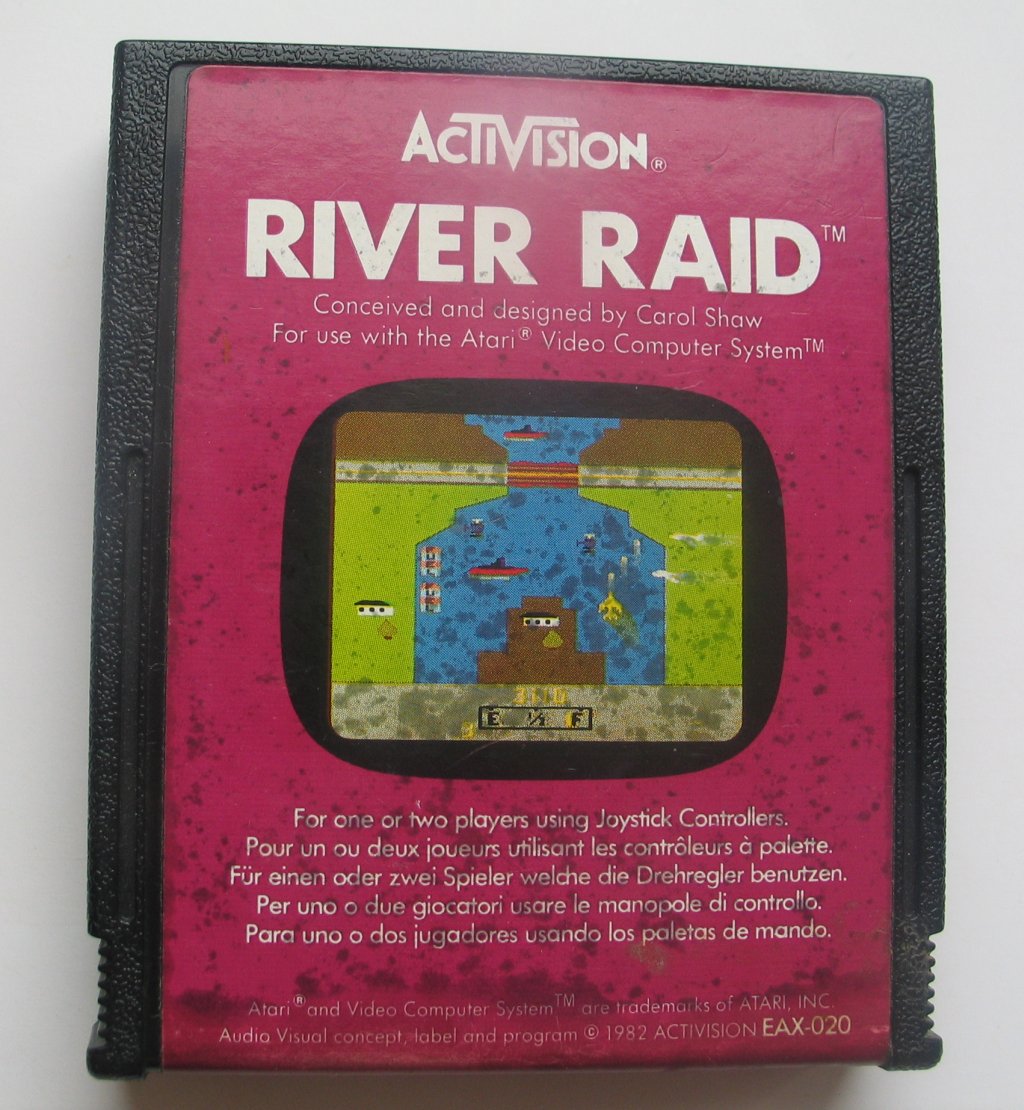 ACTIVISION®
RIVER RAID™
Conceived and designed by Carol Shaw
For use with the Atari® Video Computer System™
E ½ F
For one or two players using Joystick Controllers.
Pour un ou deux joueurs utilisant les contrôleurs à palette.
Für einen oder zwei Spieler welche die Drehregler benutzen.
Per uno o due giocatori usare le manopole di controllo.
Para uno o dos jugadores usando los paletas de mando.
Atari® and Video Computer System™ are trademarks of ATARI, INC.
Audio Visual concept, label and program © 1982 ACTIVISION EAX-020